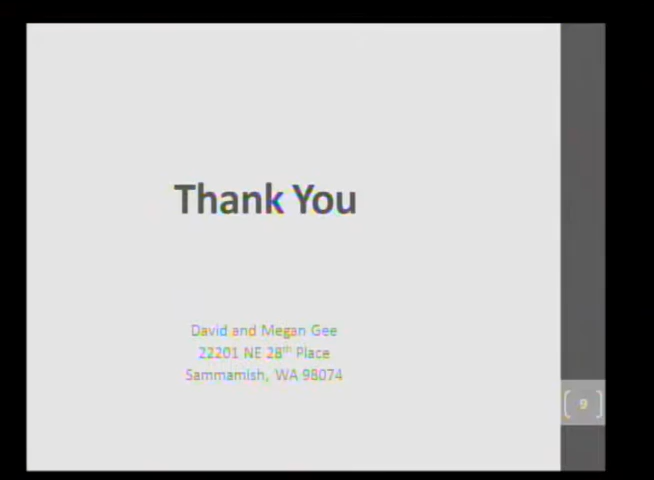 Thank You
David and Megan Gee
22201 NE 28th Place
Sammamish, WA 98074
[ 9 ]